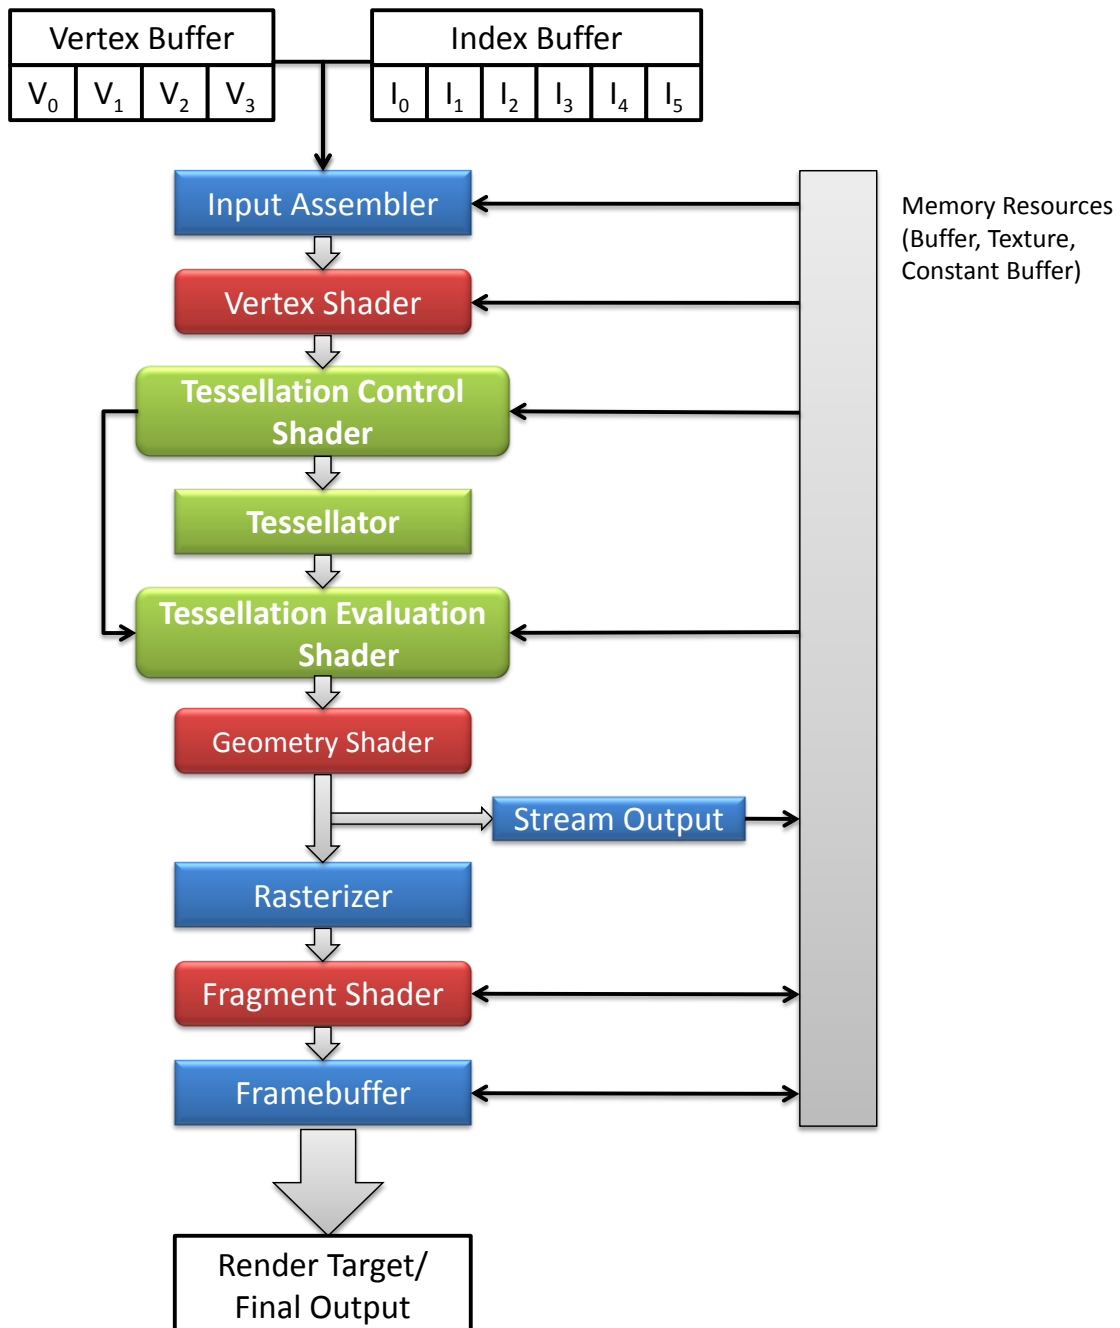 Vertex Buffer
V0 V1 V2 V3
Index Buffer
I0 I1 I2 I3 I4 I5
Input Assembler
Memory Resources
(Buffer, Texture,
Constant Buffer)
Vertex Shader
Tessellation Control
Shader
Tessellator
Tessellation Evaluation
Shader
Geometry Shader
Stream Output
Rasterizer
Fragment Shader
Framebuffer
Render Target/
Final Output